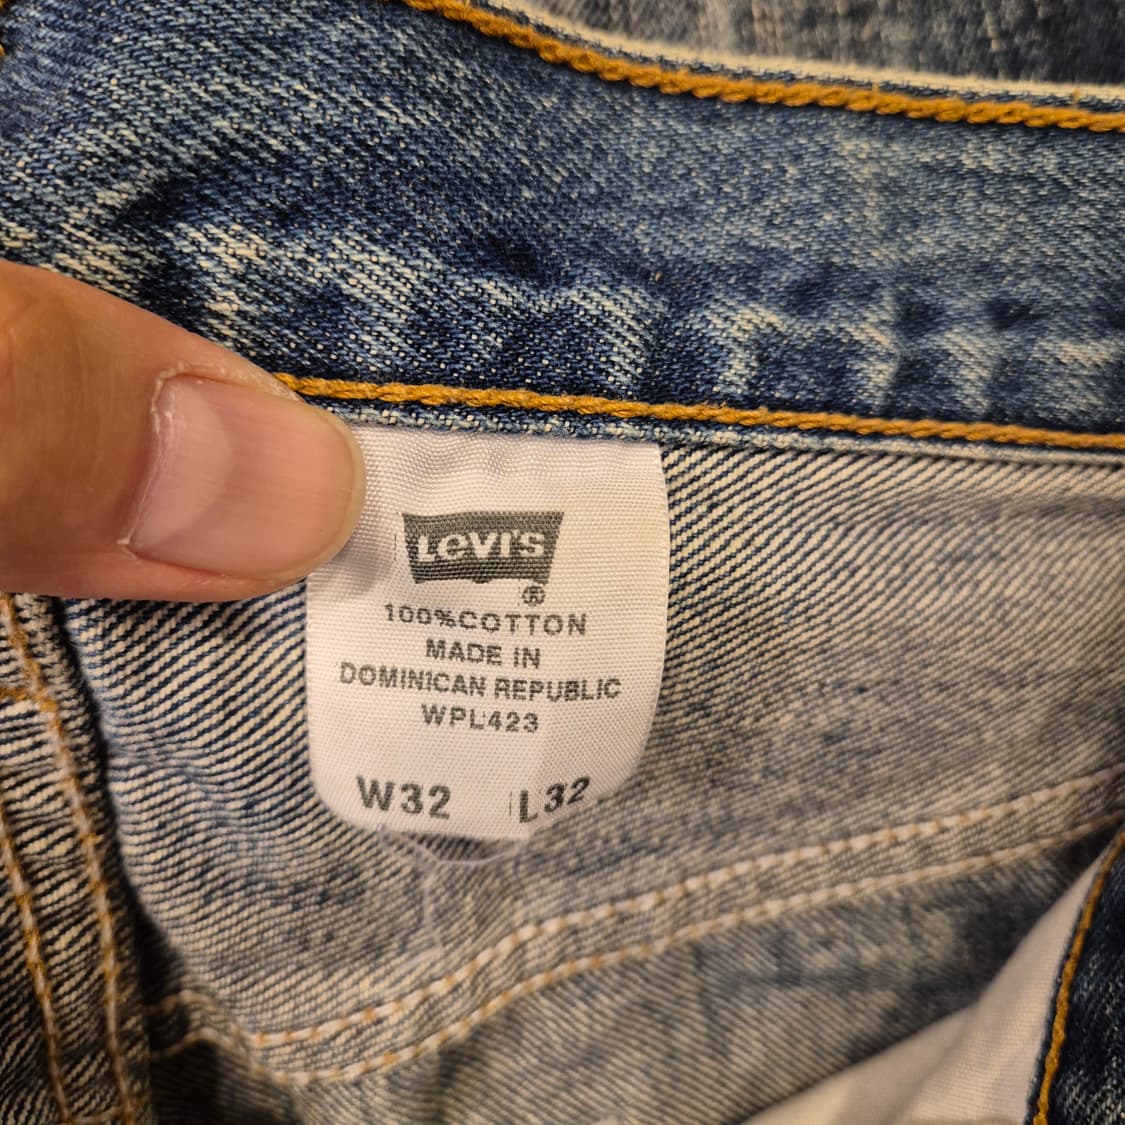 LEVI'S
®
100%COTTON
MADE IN
DOMINICAN REPUBLIC
WPL423
W32 L32